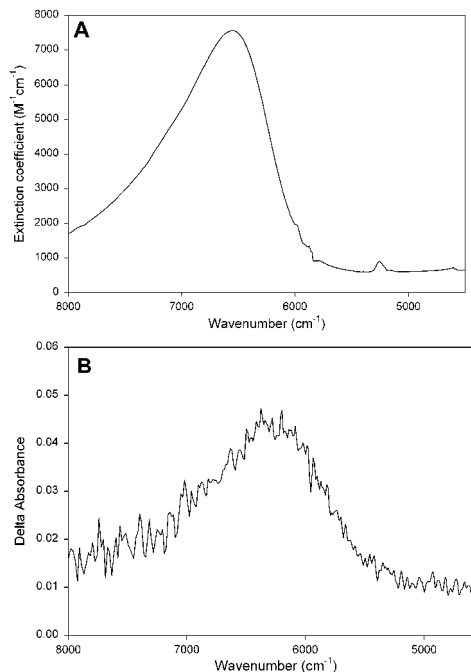 A
8000
7000
6000
5000
4000
3000
2000
1000
0
Extinction coefficient (M⁻¹cm⁻¹)
8000 7000 6000 5000
Wavenumber (cm⁻¹)
B
0.06
0.05
0.04
0.03
0.02
0.01
0.00
Delta Absorbance
8000 7000 6000 5000
Wavenumber (cm⁻¹)